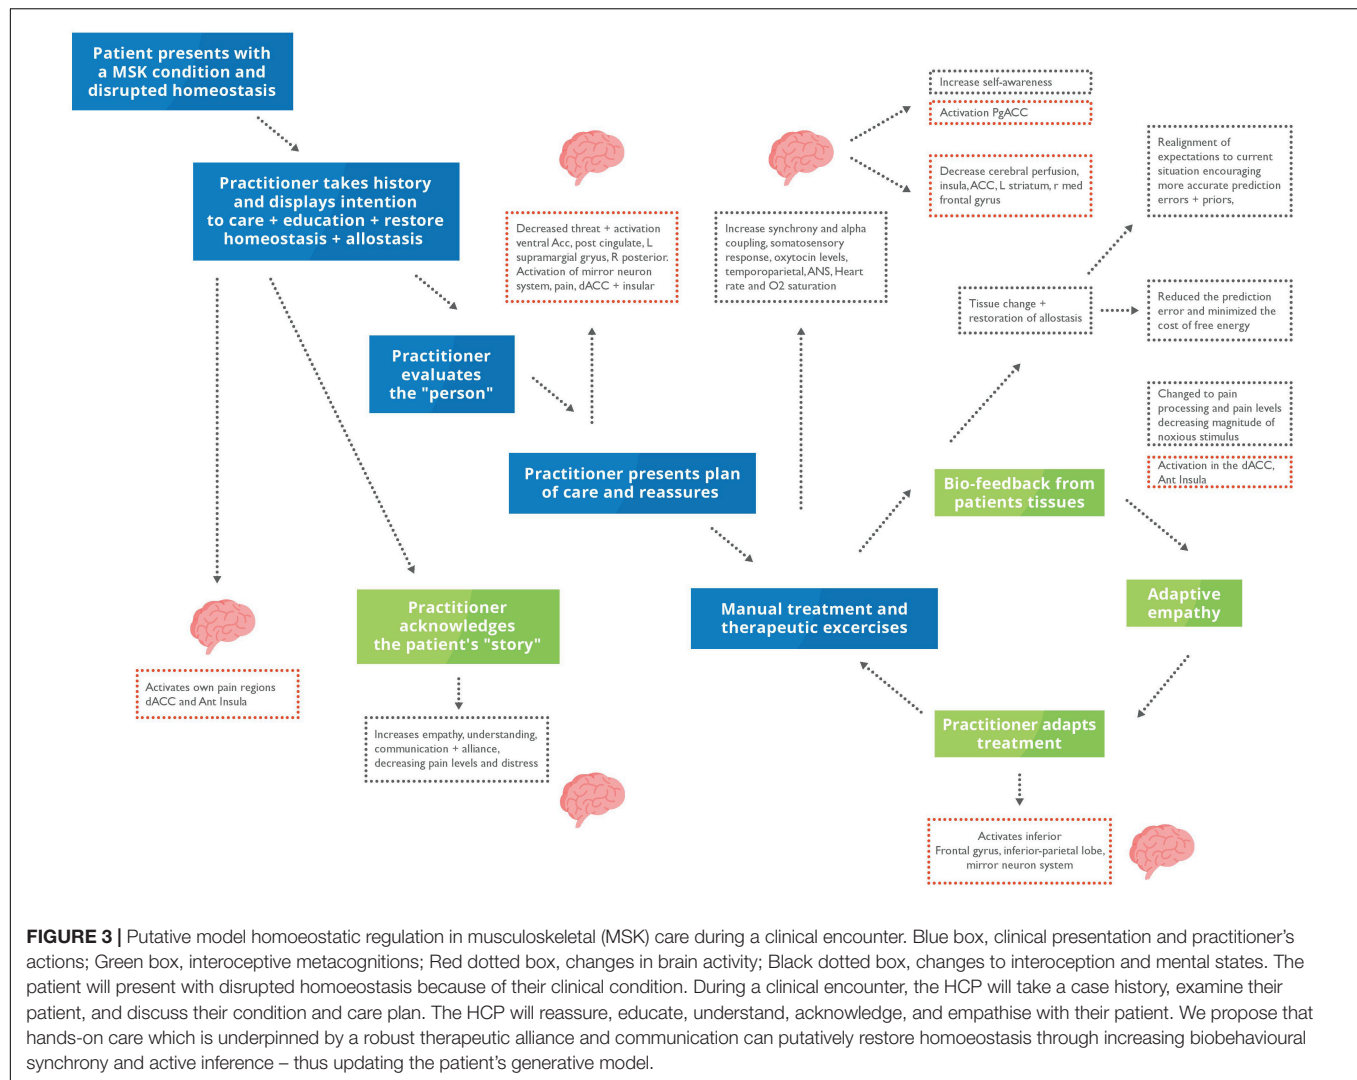 Patient presents with
a MSK condition and
disrupted homeostasis
Practitioner takes history
and displays intention
to care + education + restore
homeostasis + allostasis
Practitioner
evaluates
the "person"
Decreased threat + activation
ventral Acc, post cingulate, L
supramargial gryus, R posterior.
Activation of mirror neuron
system, pain, dACC + insular
Practitioner presents plan
of care and reassures
Activates own pain regions
dACC and Ant Insula
Practitioner
acknowledges
the patient's "story"
Increases empathy, understanding,
communication + alliance,
decreasing pain levels and distress
Increase synchrony and alpha
coupling, somatosensory
response, oxytocin levels,
temporoparietal, ANS, Heart
rate and O2 saturation
Increase self-awareness
Activation PgACC
Decrease cerebral perfusion,
insula, ACC, L striatum, r med
frontal gyrus
Realignment of
expectations to current
situation encouraging
more accurate prediction
errors + priors,
Tissue change +
restoration of allostasis
Reduced the prediction
error and minimized the
cost of free energy
Changed to pain
processing and pain levels
decreasing magnitude of
noxious stimulus
Activation in the dACC,
Ant Insula
Bio-feedback from
patients tissues
Manual treatment and
therapeutic excercises
Adaptive
empathy
Practitioner adapts
treatment
Activates inferior
Frontal gyrus, inferior-parietal lobe,
mirror neuron system
FIGURE 3 | Putative model homoeostatic regulation in musculoskeletal (MSK) care during a clinical encounter. Blue box, clinical presentation and practitioner's
actions; Green box, interoceptive metacognitions; Red dotted box, changes in brain activity; Black dotted box, changes to interoception and mental states. The
patient will present with disrupted homoeostasis because of their clinical condition. During a clinical encounter, the HCP will take a case history, examine their
patient, and discuss their condition and care plan. The HCP will reassure, educate, understand, acknowledge, and empathise with their patient. We propose that
hands-on care which is underpinned by a robust therapeutic alliance and communication can putatively restore homoeostasis through increasing biobehavioural
synchrony and active inference – thus updating the patient's generative model.